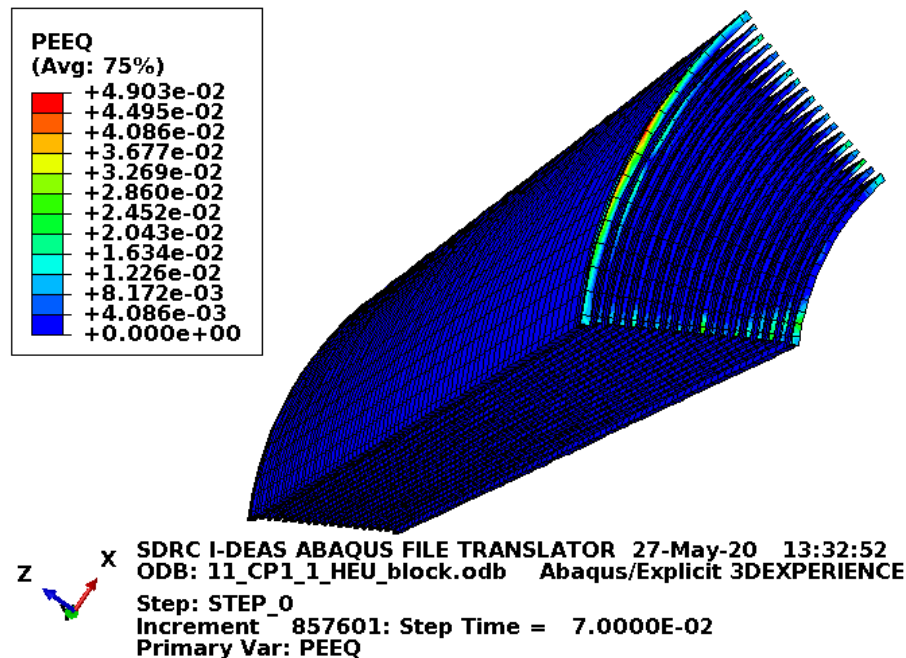 PEEQ
(Avg: 75%)
+4.903e-02
+4.495e-02
+4.086e-02
+3.677e-02
+3.269e-02
+2.860e-02
+2.452e-02
+2.043e-02
+1.634e-02
+1.226e-02
+8.172e-03
+4.086e-03
+0.000e+00
Z
X
SDRC I-DEAS ABAQUS FILE TRANSLATOR 27-May-20 13:32:52
ODB: 11_CP1_1_HEU_block.odb Abaqus/Explicit 3DEXPERIENCE
Step: STEP_0
Increment 857601: Step Time = 7.0000E-02
Primary Var: PEEQ